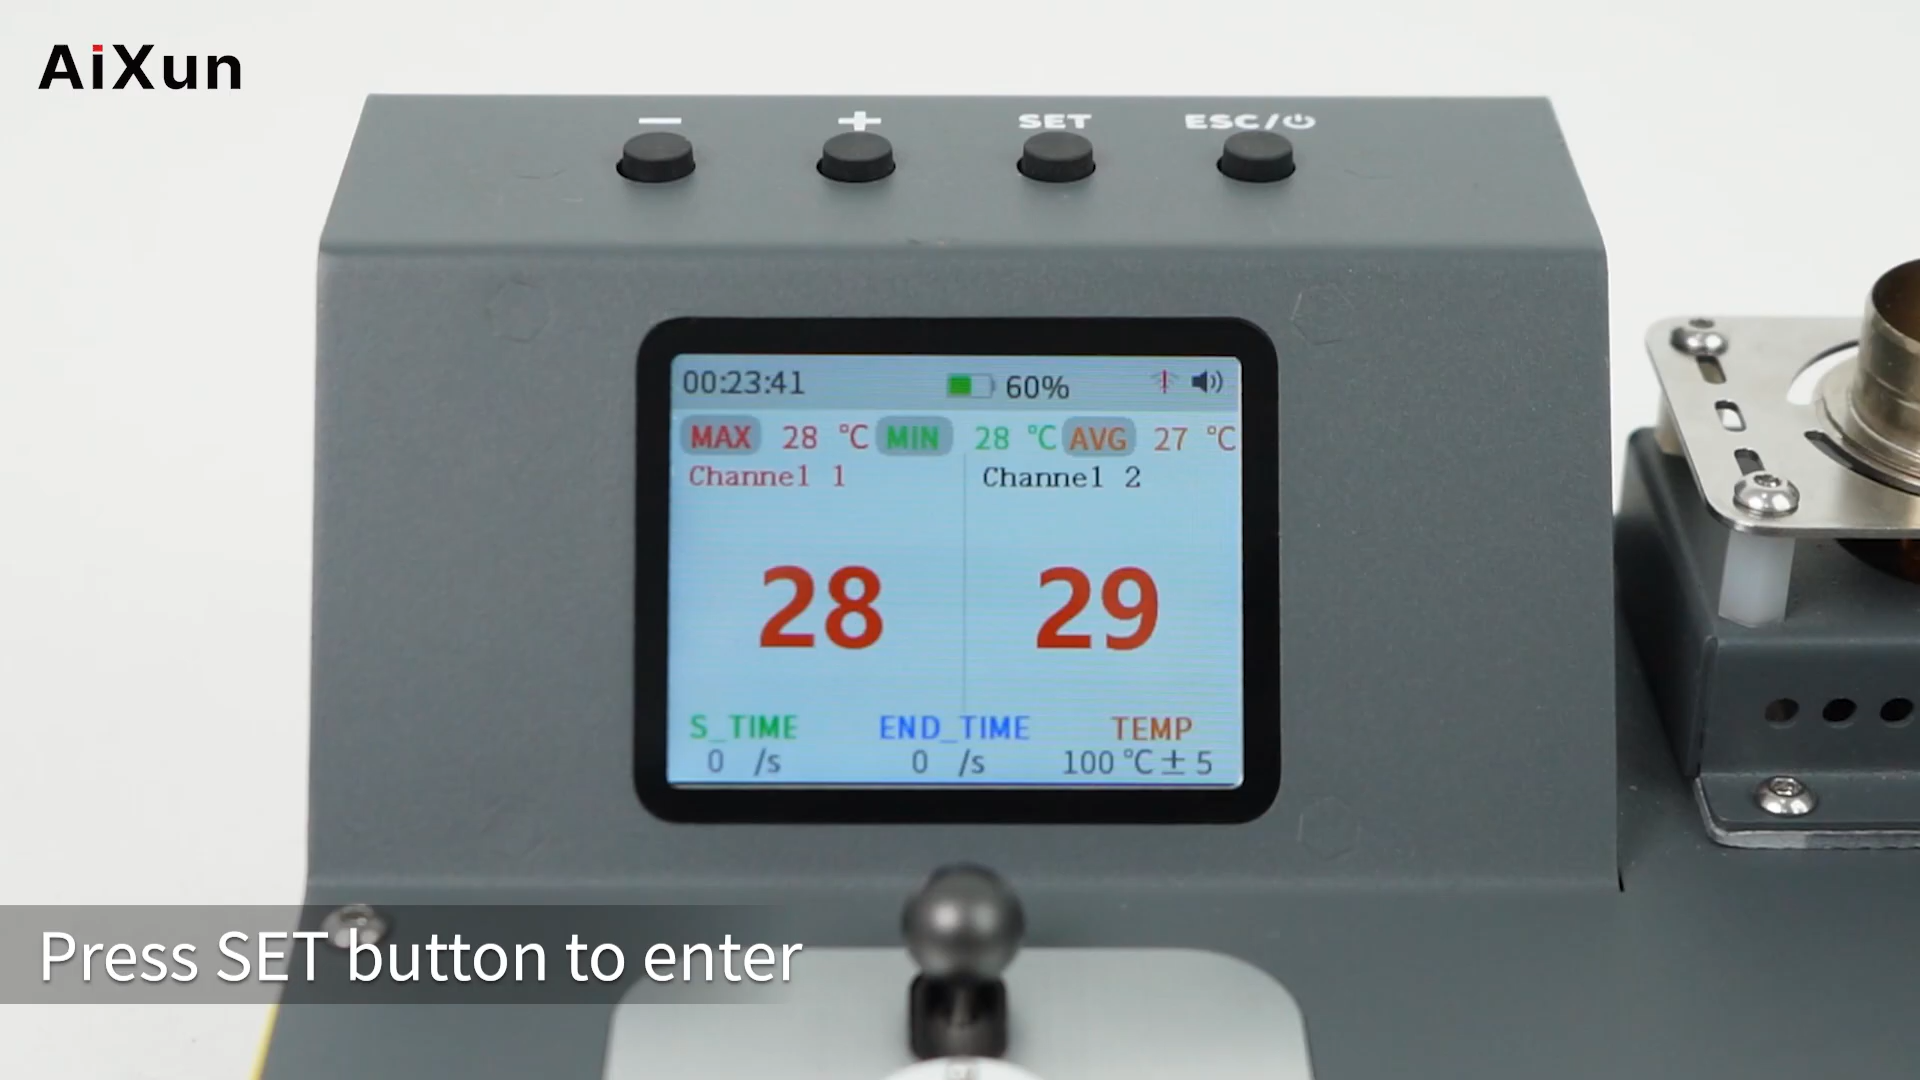 AiXun
− + SET ESC/⏻
00:23:41 60%
MAX 28 ℃ MIN 28 ℃ AVG 27 ℃
Channel 1 Channel 2
28 29
S_TIME END_TIME TEMP
0 /s 0 /s 100 ℃ ± 5
Press SET button to enter